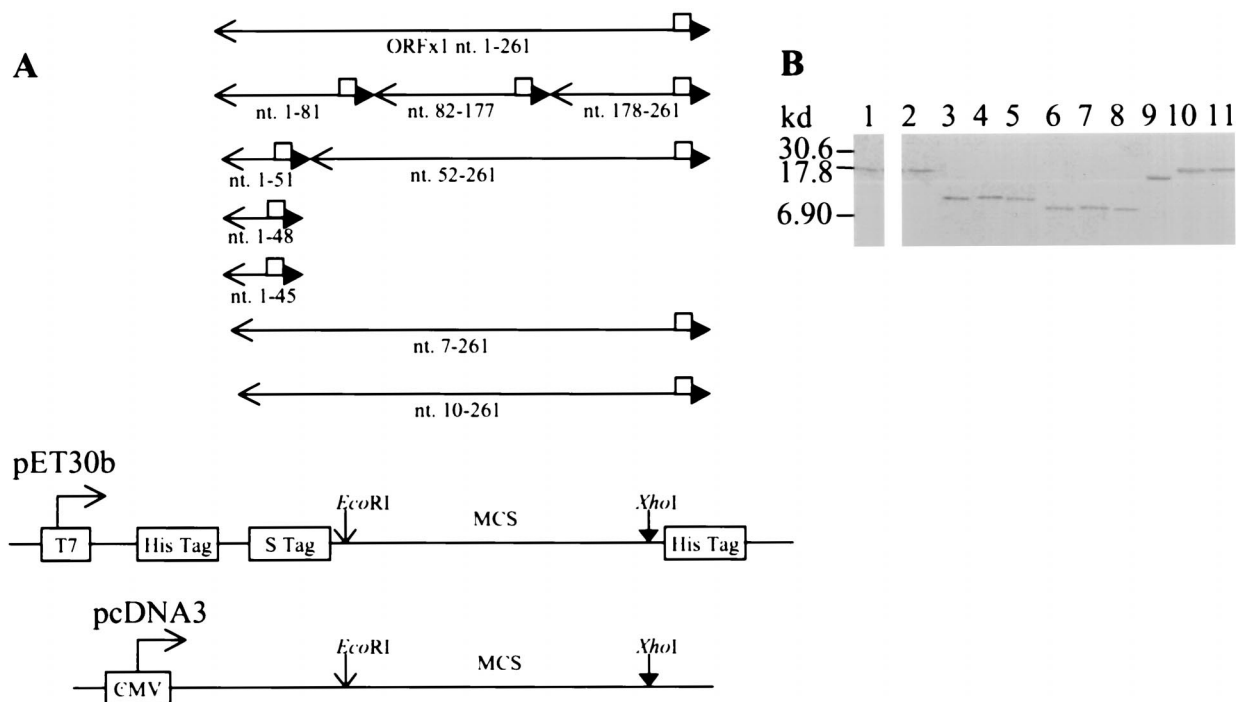 A
ORFx1 nt. 1-261
nt. 1-81 nt. 82-177 nt. 178-261
nt. 1-51 nt. 52-261
nt. 1-48
nt. 1-45
nt. 7-261
nt. 10-261
pET30b
EcoRI MCS XhoI
T7 His Tag S Tag His Tag
pcDNA3
EcoRI MCS XhoI
CMV
B
kd 1 2 3 4 5 6 7 8 9 10 11
30.6
17.8
6.90